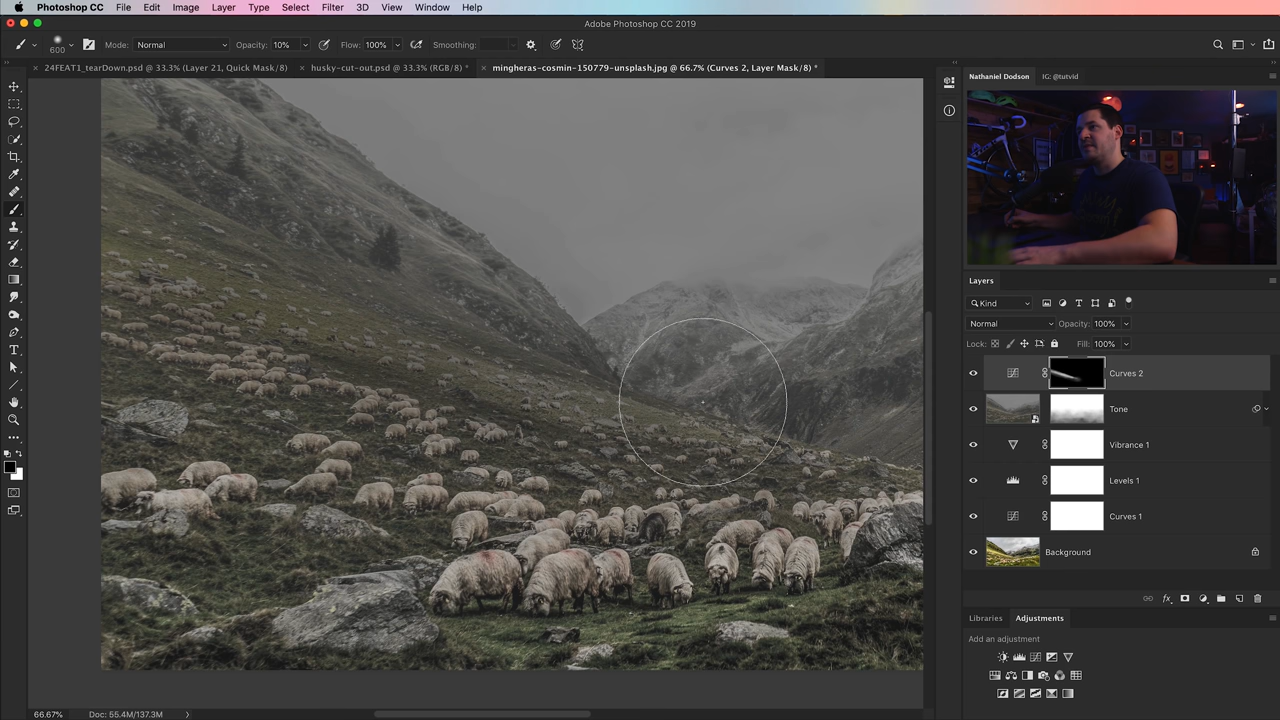 Photoshop CC File Edit Image Layer Type Select Filter 3D View Window Help
Adobe Photoshop CC 2019
600 Mode: Normal Opacity: 10% Flow: 100% Smoothing:
24FEAT1_tearDown.psd @ 33.3% (Layer 21, Quick Mask/8) husky-cut-out.psd @ 33.3% (RGB/8) * mingheras-cosmin-150779-unsplash.jpg @ 66.7% (Curves 2, Layer Mask/8) *
Nathaniel Dodson IG: @tutvid
Layers
Kind
Normal Opacity: 100%
Lock: Fill: 100%
Curves 2
Tone
Vibrance 1
Levels 1
Curves 1
Background
fx
Libraries Adjustments
Add an adjustment
66.67% Doc: 55.4M/137.3M